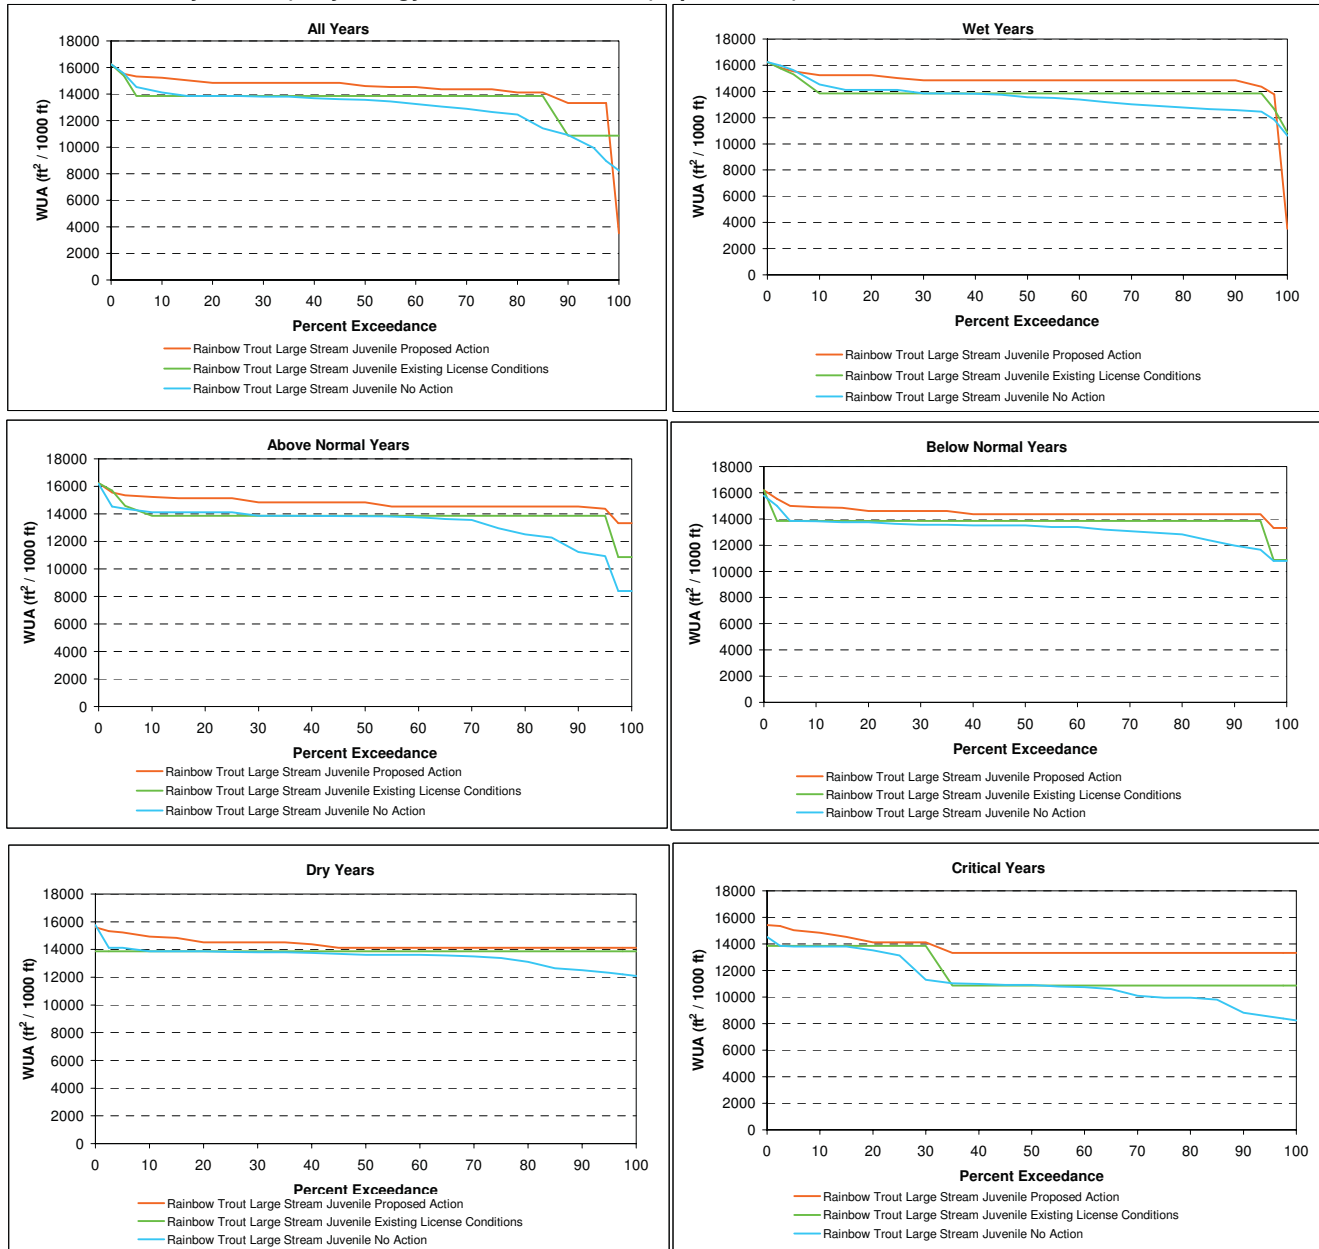 All Years
18000
16000
14000
12000
10000
8000
6000
4000
2000
0
WUA (ft² / 1000 ft)
0 10 20 30 40 50 60 70 80 90 100
Percent Exceedance
Rainbow Trout Large Stream Juvenile Proposed Action
Rainbow Trout Large Stream Juvenile Existing License Conditions
Rainbow Trout Large Stream Juvenile No Action
Wet Years
18000
16000
14000
12000
10000
8000
6000
4000
2000
0
WUA (ft² / 1000 ft)
0 10 20 30 40 50 60 70 80 90 100
Percent Exceedance
Rainbow Trout Large Stream Juvenile Proposed Action
Rainbow Trout Large Stream Juvenile Existing License Conditions
Rainbow Trout Large Stream Juvenile No Action
Above Normal Years
18000
16000
14000
12000
10000
8000
6000
4000
2000
0
WUA (ft² / 1000 ft)
0 10 20 30 40 50 60 70 80 90 100
Percent Exceedance
Rainbow Trout Large Stream Juvenile Proposed Action
Rainbow Trout Large Stream Juvenile Existing License Conditions
Rainbow Trout Large Stream Juvenile No Action
Below Normal Years
18000
16000
14000
12000
10000
8000
6000
4000
2000
0
WUA (ft² / 1000 ft)
0 10 20 30 40 50 60 70 80 90 100
Percent Exceedance
Rainbow Trout Large Stream Juvenile Proposed Action
Rainbow Trout Large Stream Juvenile Existing License Conditions
Rainbow Trout Large Stream Juvenile No Action
Dry Years
18000
16000
14000
12000
10000
8000
6000
4000
2000
0
WUA (ft² / 1000 ft)
0 10 20 30 40 50 60 70 80 90 100
Percent Exceedance
Rainbow Trout Large Stream Juvenile Proposed Action
Rainbow Trout Large Stream Juvenile Existing License Conditions
Rainbow Trout Large Stream Juvenile No Action
Critical Years
18000
16000
14000
12000
10000
8000
6000
4000
2000
0
WUA (ft² / 1000 ft)
0 10 20 30 40 50 60 70 80 90 100
Percent Exceedance
Rainbow Trout Large Stream Juvenile Proposed Action
Rainbow Trout Large Stream Juvenile Existing License Conditions
Rainbow Trout Large Stream Juvenile No Action